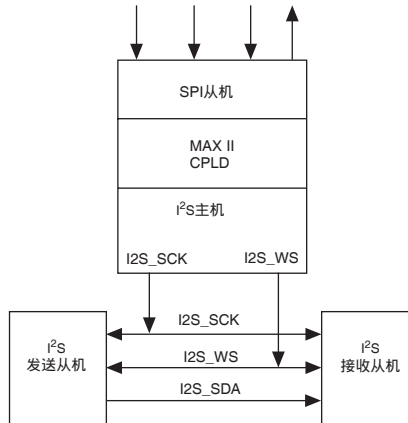 SPI从机
MAX II
CPLD
I²S主机
I2S_SCK I2S_WS
I2S_SCK
I²S
发送从机
I2S_WS
I2S_SDA
I²S
接收从机